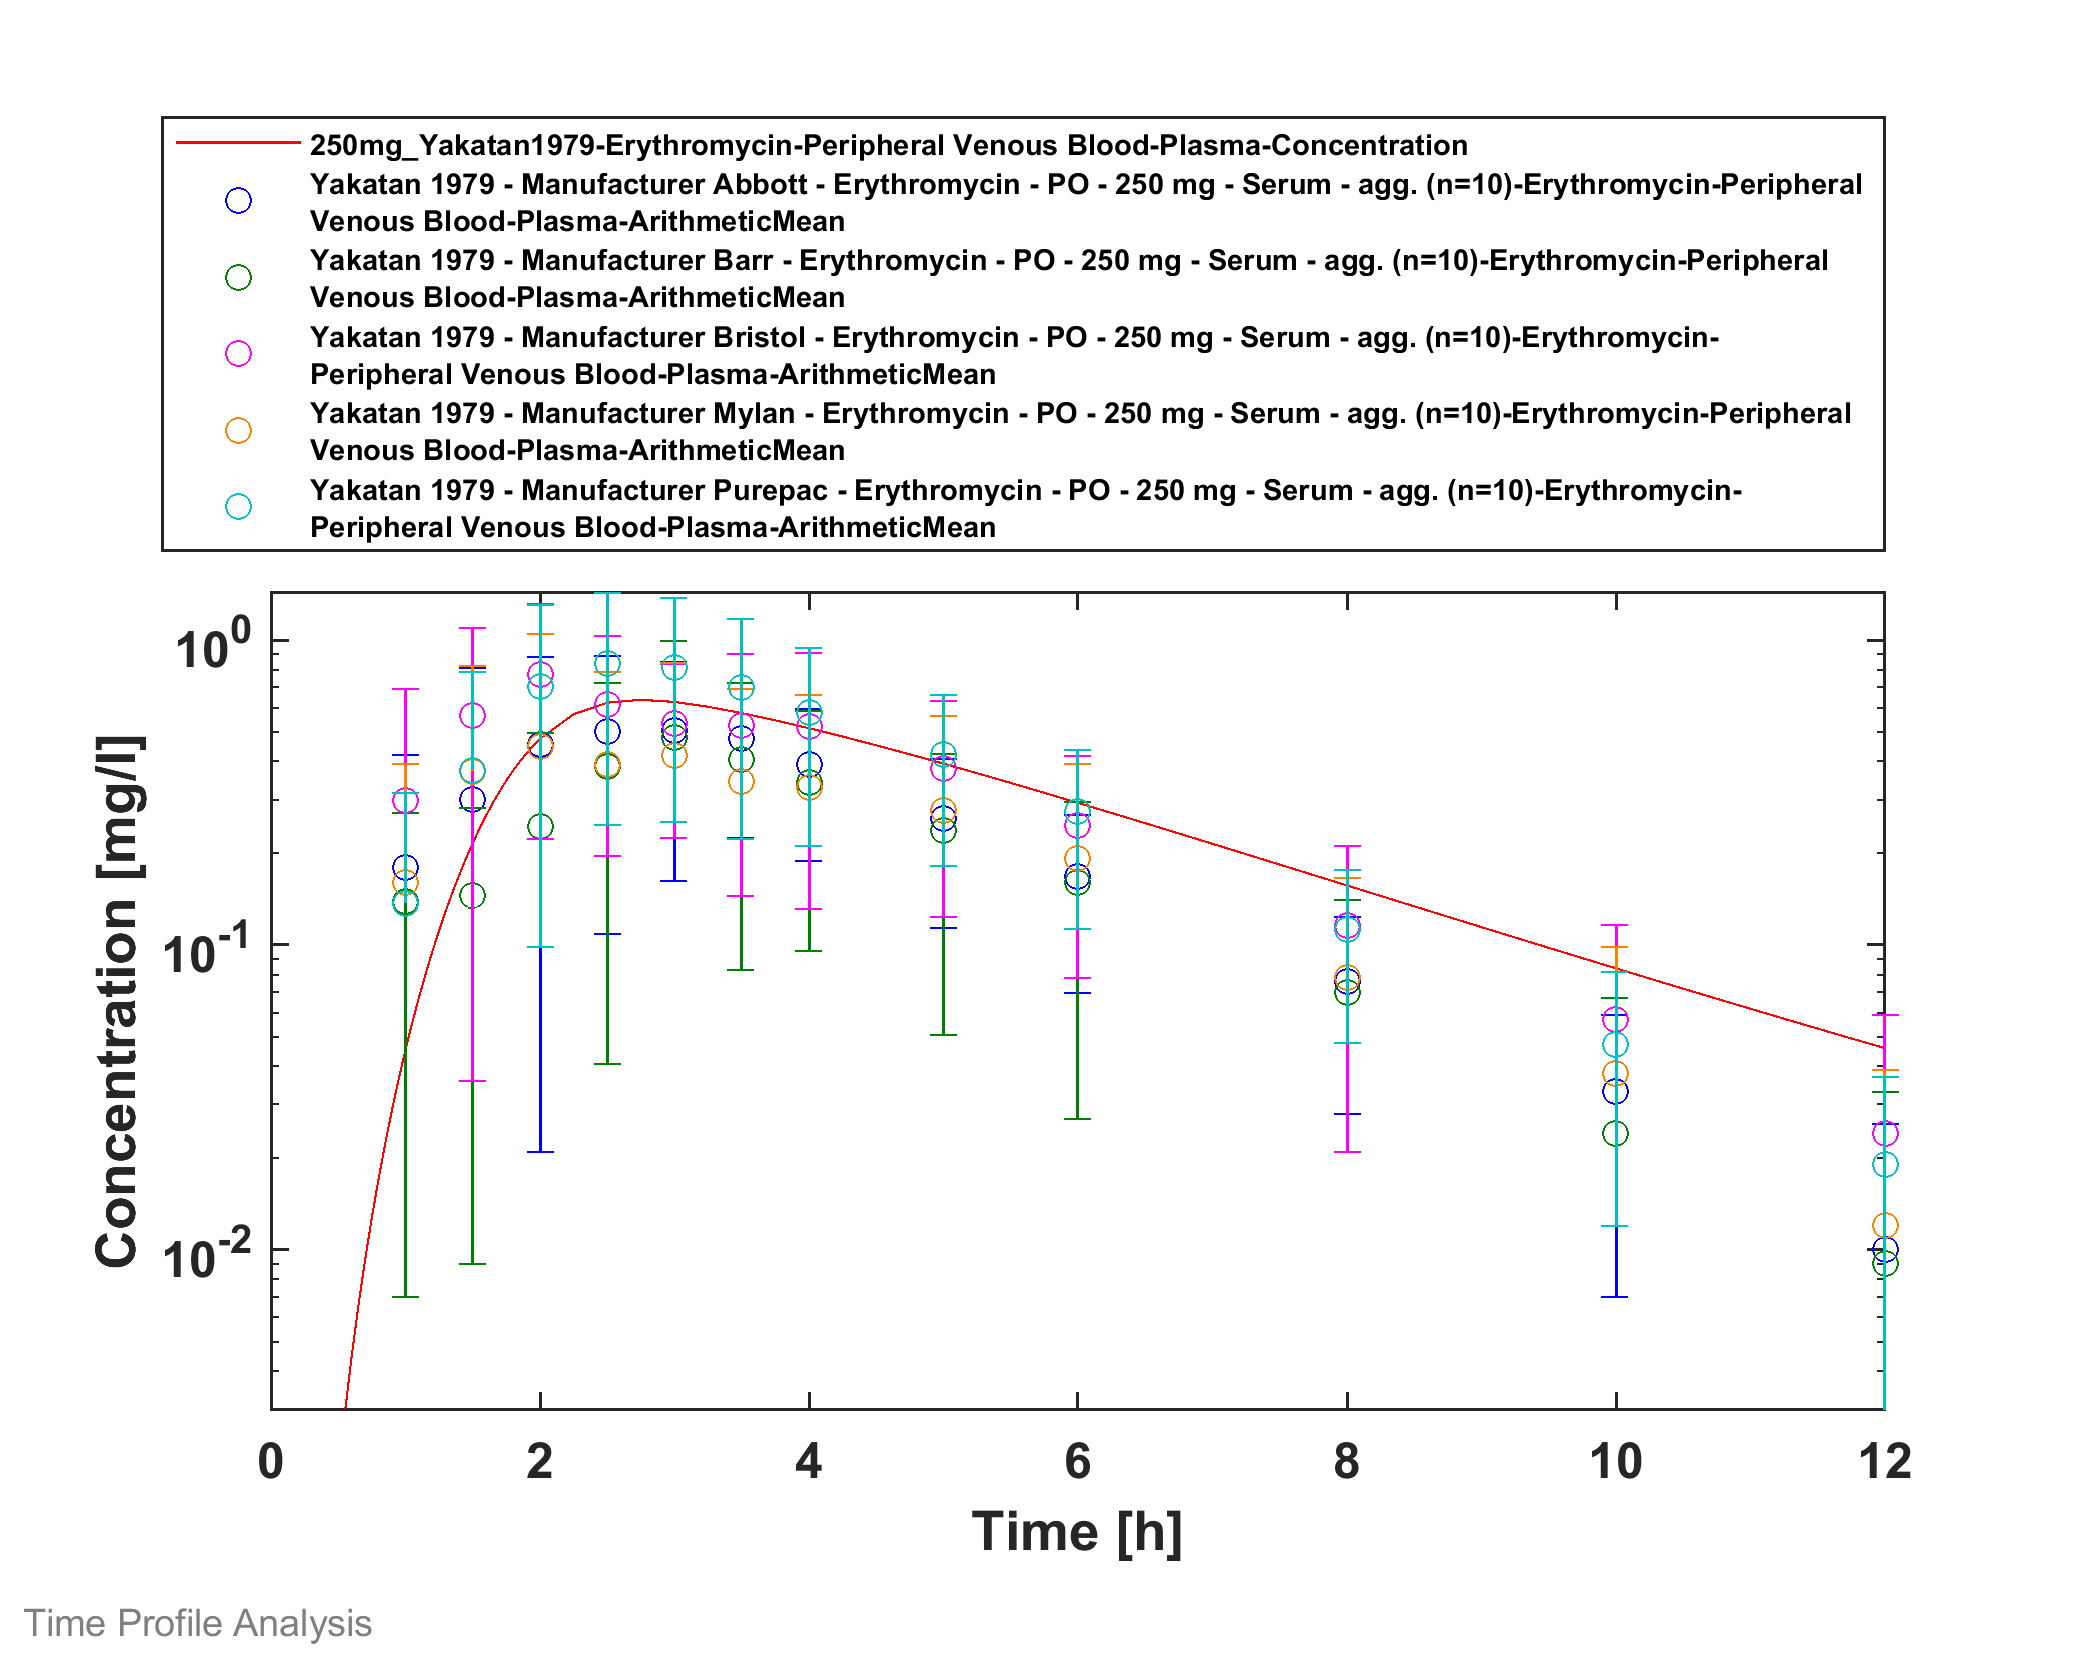 250mg_Yakatan1979-Erythromycin-Peripheral Venous Blood-Plasma-Concentration
Yakatan 1979 - Manufacturer Abbott - Erythromycin - PO - 250 mg - Serum - agg. (n=10)-Erythromycin-Peripheral
Venous Blood-Plasma-ArithmeticMean
Yakatan 1979 - Manufacturer Barr - Erythromycin - PO - 250 mg - Serum - agg. (n=10)-Erythromycin-Peripheral
Venous Blood-Plasma-ArithmeticMean
Yakatan 1979 - Manufacturer Bristol - Erythromycin - PO - 250 mg - Serum - agg. (n=10)-Erythromycin-
Peripheral Venous Blood-Plasma-ArithmeticMean
Yakatan 1979 - Manufacturer Mylan - Erythromycin - PO - 250 mg - Serum - agg. (n=10)-Erythromycin-Peripheral
Venous Blood-Plasma-ArithmeticMean
Yakatan 1979 - Manufacturer Purepac - Erythromycin - PO - 250 mg - Serum - agg. (n=10)-Erythromycin-
Peripheral Venous Blood-Plasma-ArithmeticMean
Concentration [mg/l]
10^0
10^-1
10^-2
0 2 4 6 8 10 12
Time [h]
Time Profile Analysis